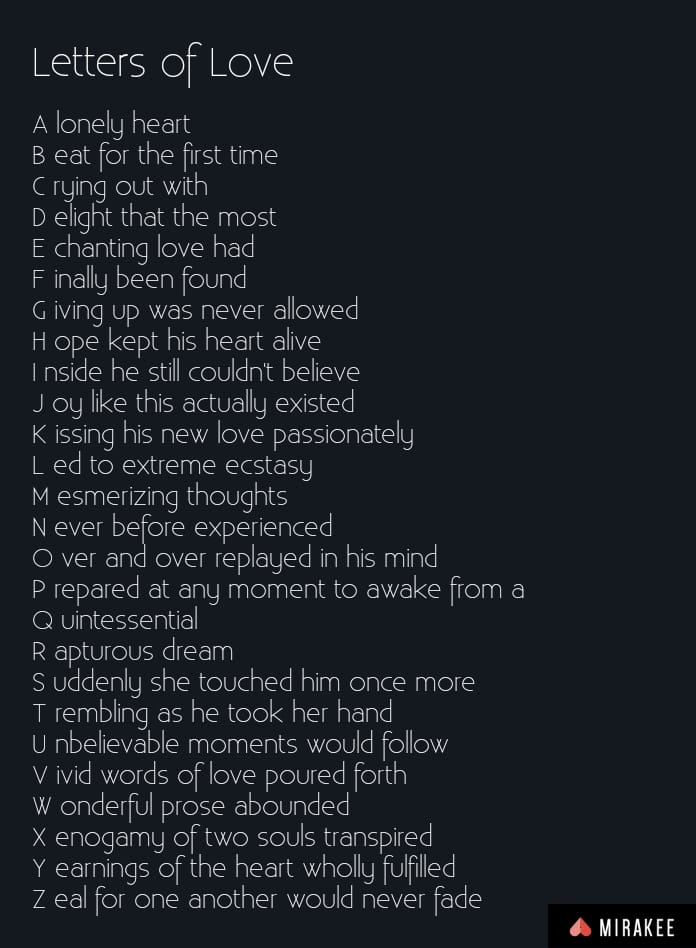 Letters of Love
A lonely heart
B eat for the first time
C rying out with
D elight that the most
E chanting love had
F inally been found
G iving up was never allowed
H ope kept his heart alive
I nside he still couldn't believe
J oy like this actually existed
K issing his new love passionately
L ed to extreme ecstasy
M esmerizing thoughts
N ever before experienced
O ver and over replayed in his mind
P repared at any moment to awake from a
Q uintessential
R apturous dream
S uddenly she touched him once more
T rembling as he took her hand
U nbelievable moments would follow
V ivid words of love poured forth
W onderful prose abounded
X enogamy of two souls transpired
Y earnings of the heart wholly fulfilled
Z eal for one another would never fade
MIRAKEE